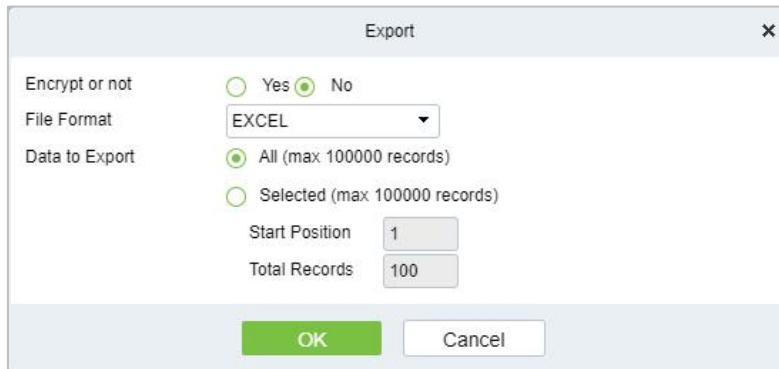 Export
Encrypt or not Yes No
File Format EXCEL
Data to Export All (max 100000 records)
Selected (max 100000 records)
Start Position 1
Total Records 100
OK Cancel